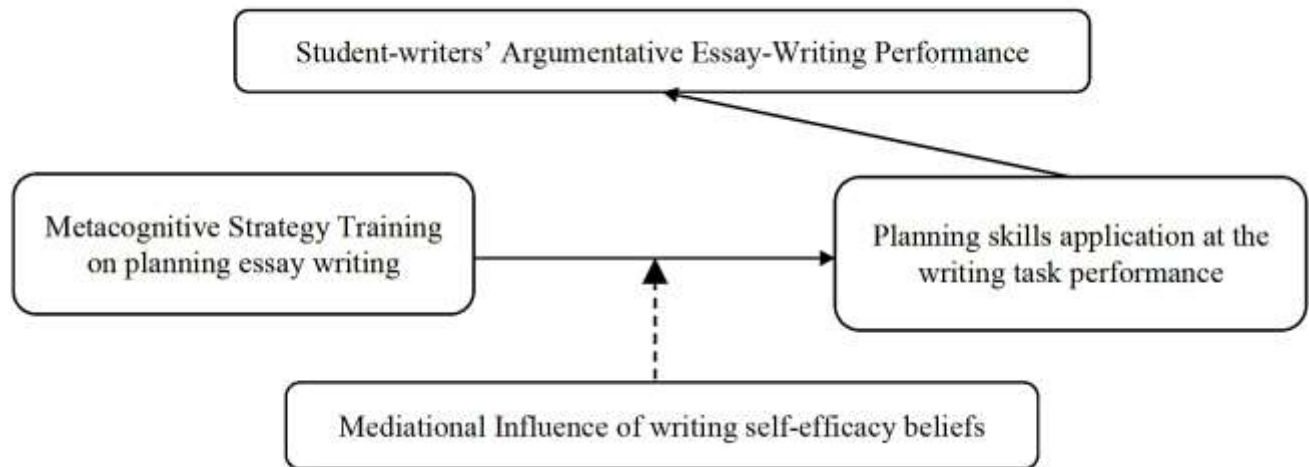 Student-writers' Argumentative Essay-Writing Performance
Metacognitive Strategy Training
on planning essay writing
Planning skills application at the
writing task performance
Mediational Influence of writing self-efficacy beliefs